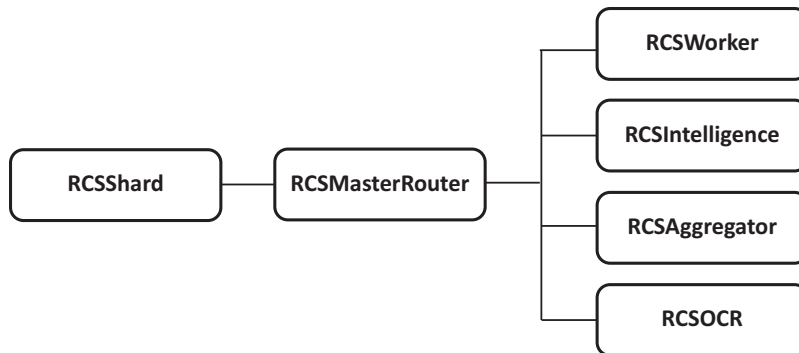 RCSShard
RCSMasterRouter
RCSWorker
RCSIntelligence
RCSAggregator
RCSOCR